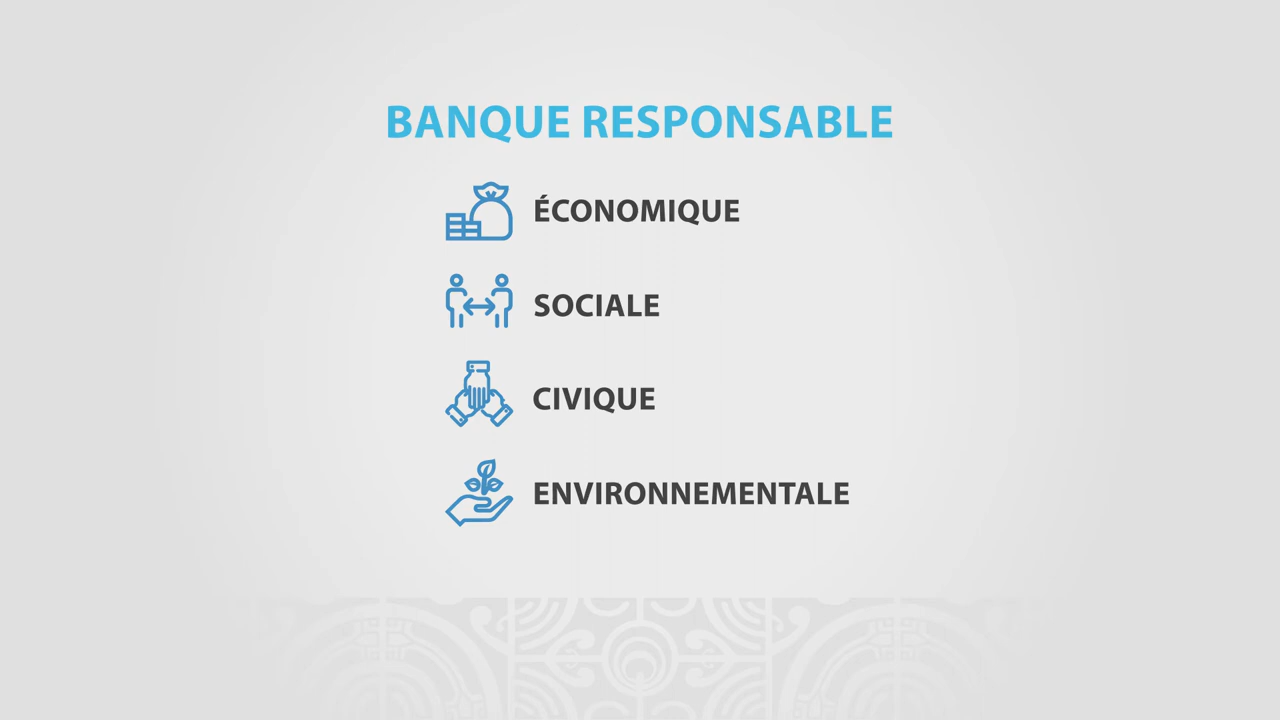 BANQUE RESPONSABLE
ÉCONOMIQUE
SOCIALE
CIVIQUE
ENVIRONNEMENTALE